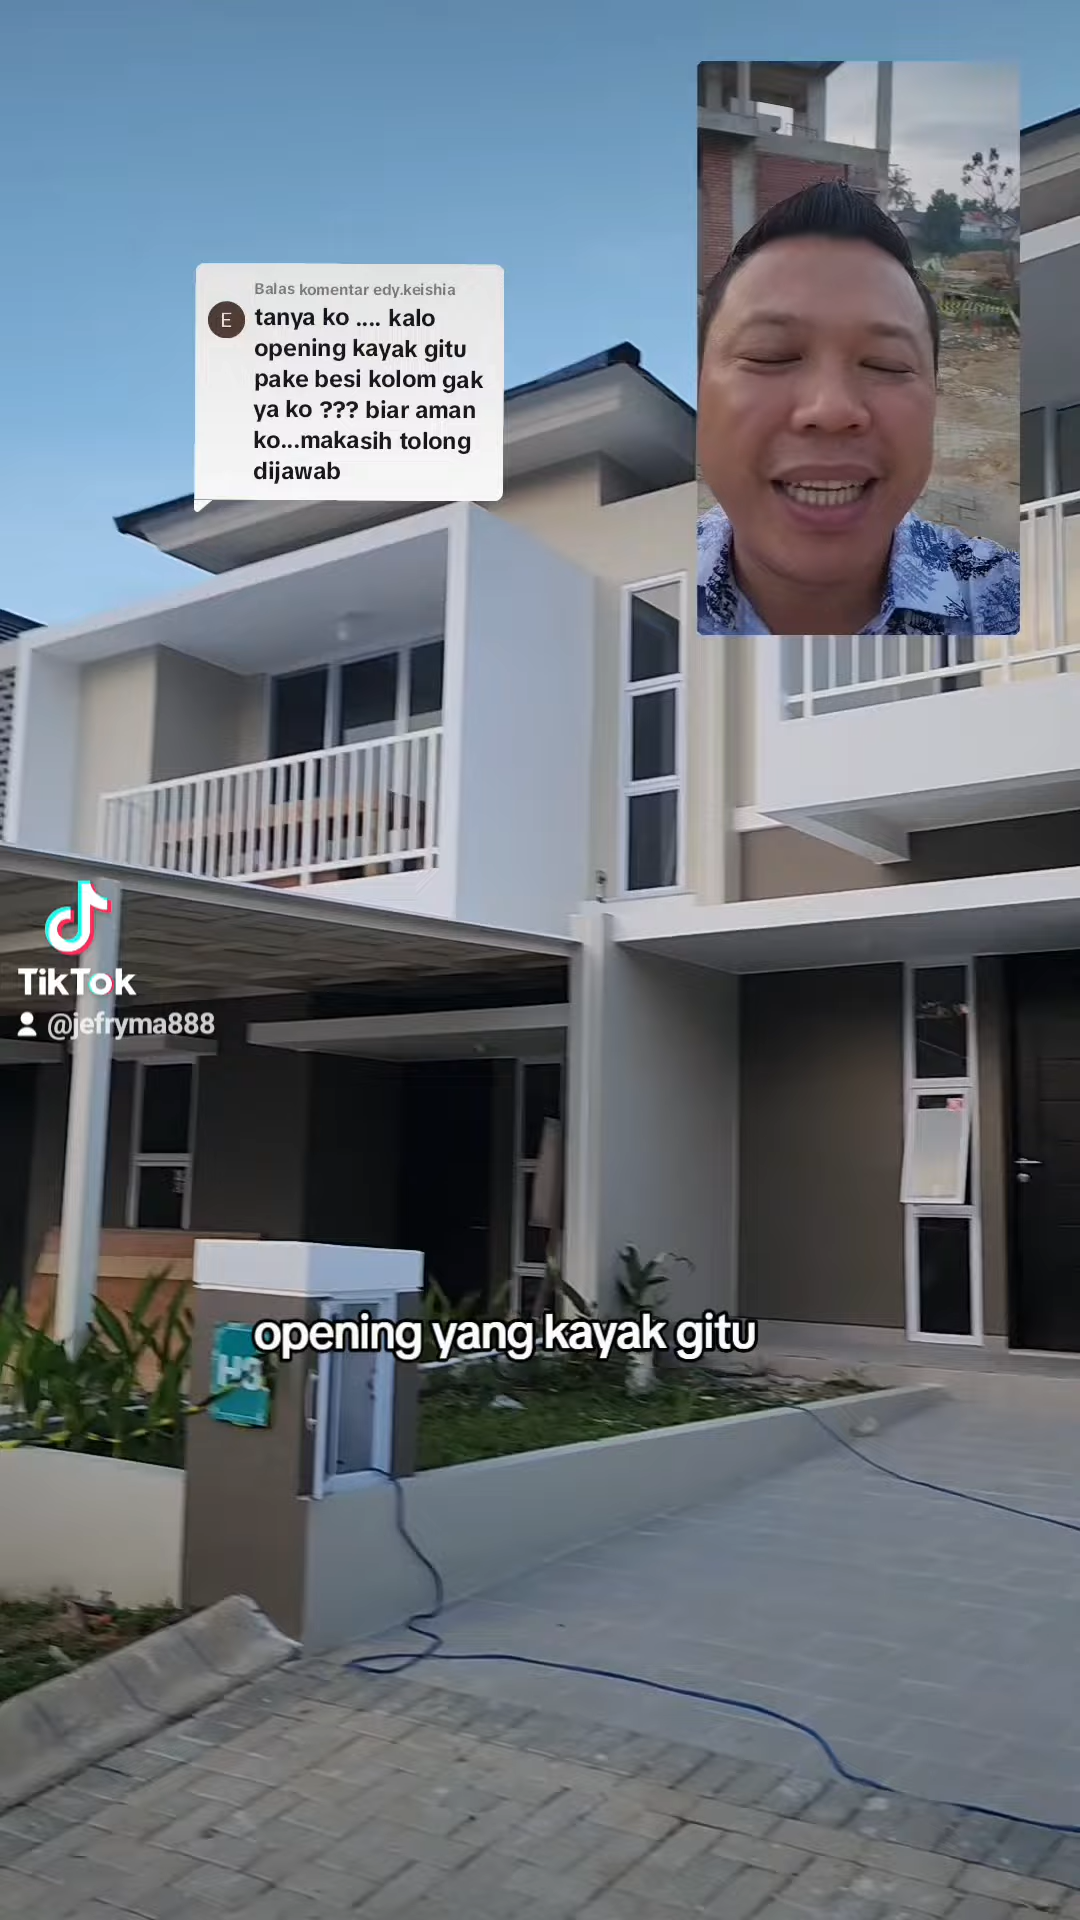 Balas komentar edy.keishia
E
tanya ko .... kalo
opening kayak gitu
pake besi kolom gak
ya ko ??? biar aman
ko...makasih tolong
dijawab
TikTok
@jefryma888
opening yang kayak gitu
H3